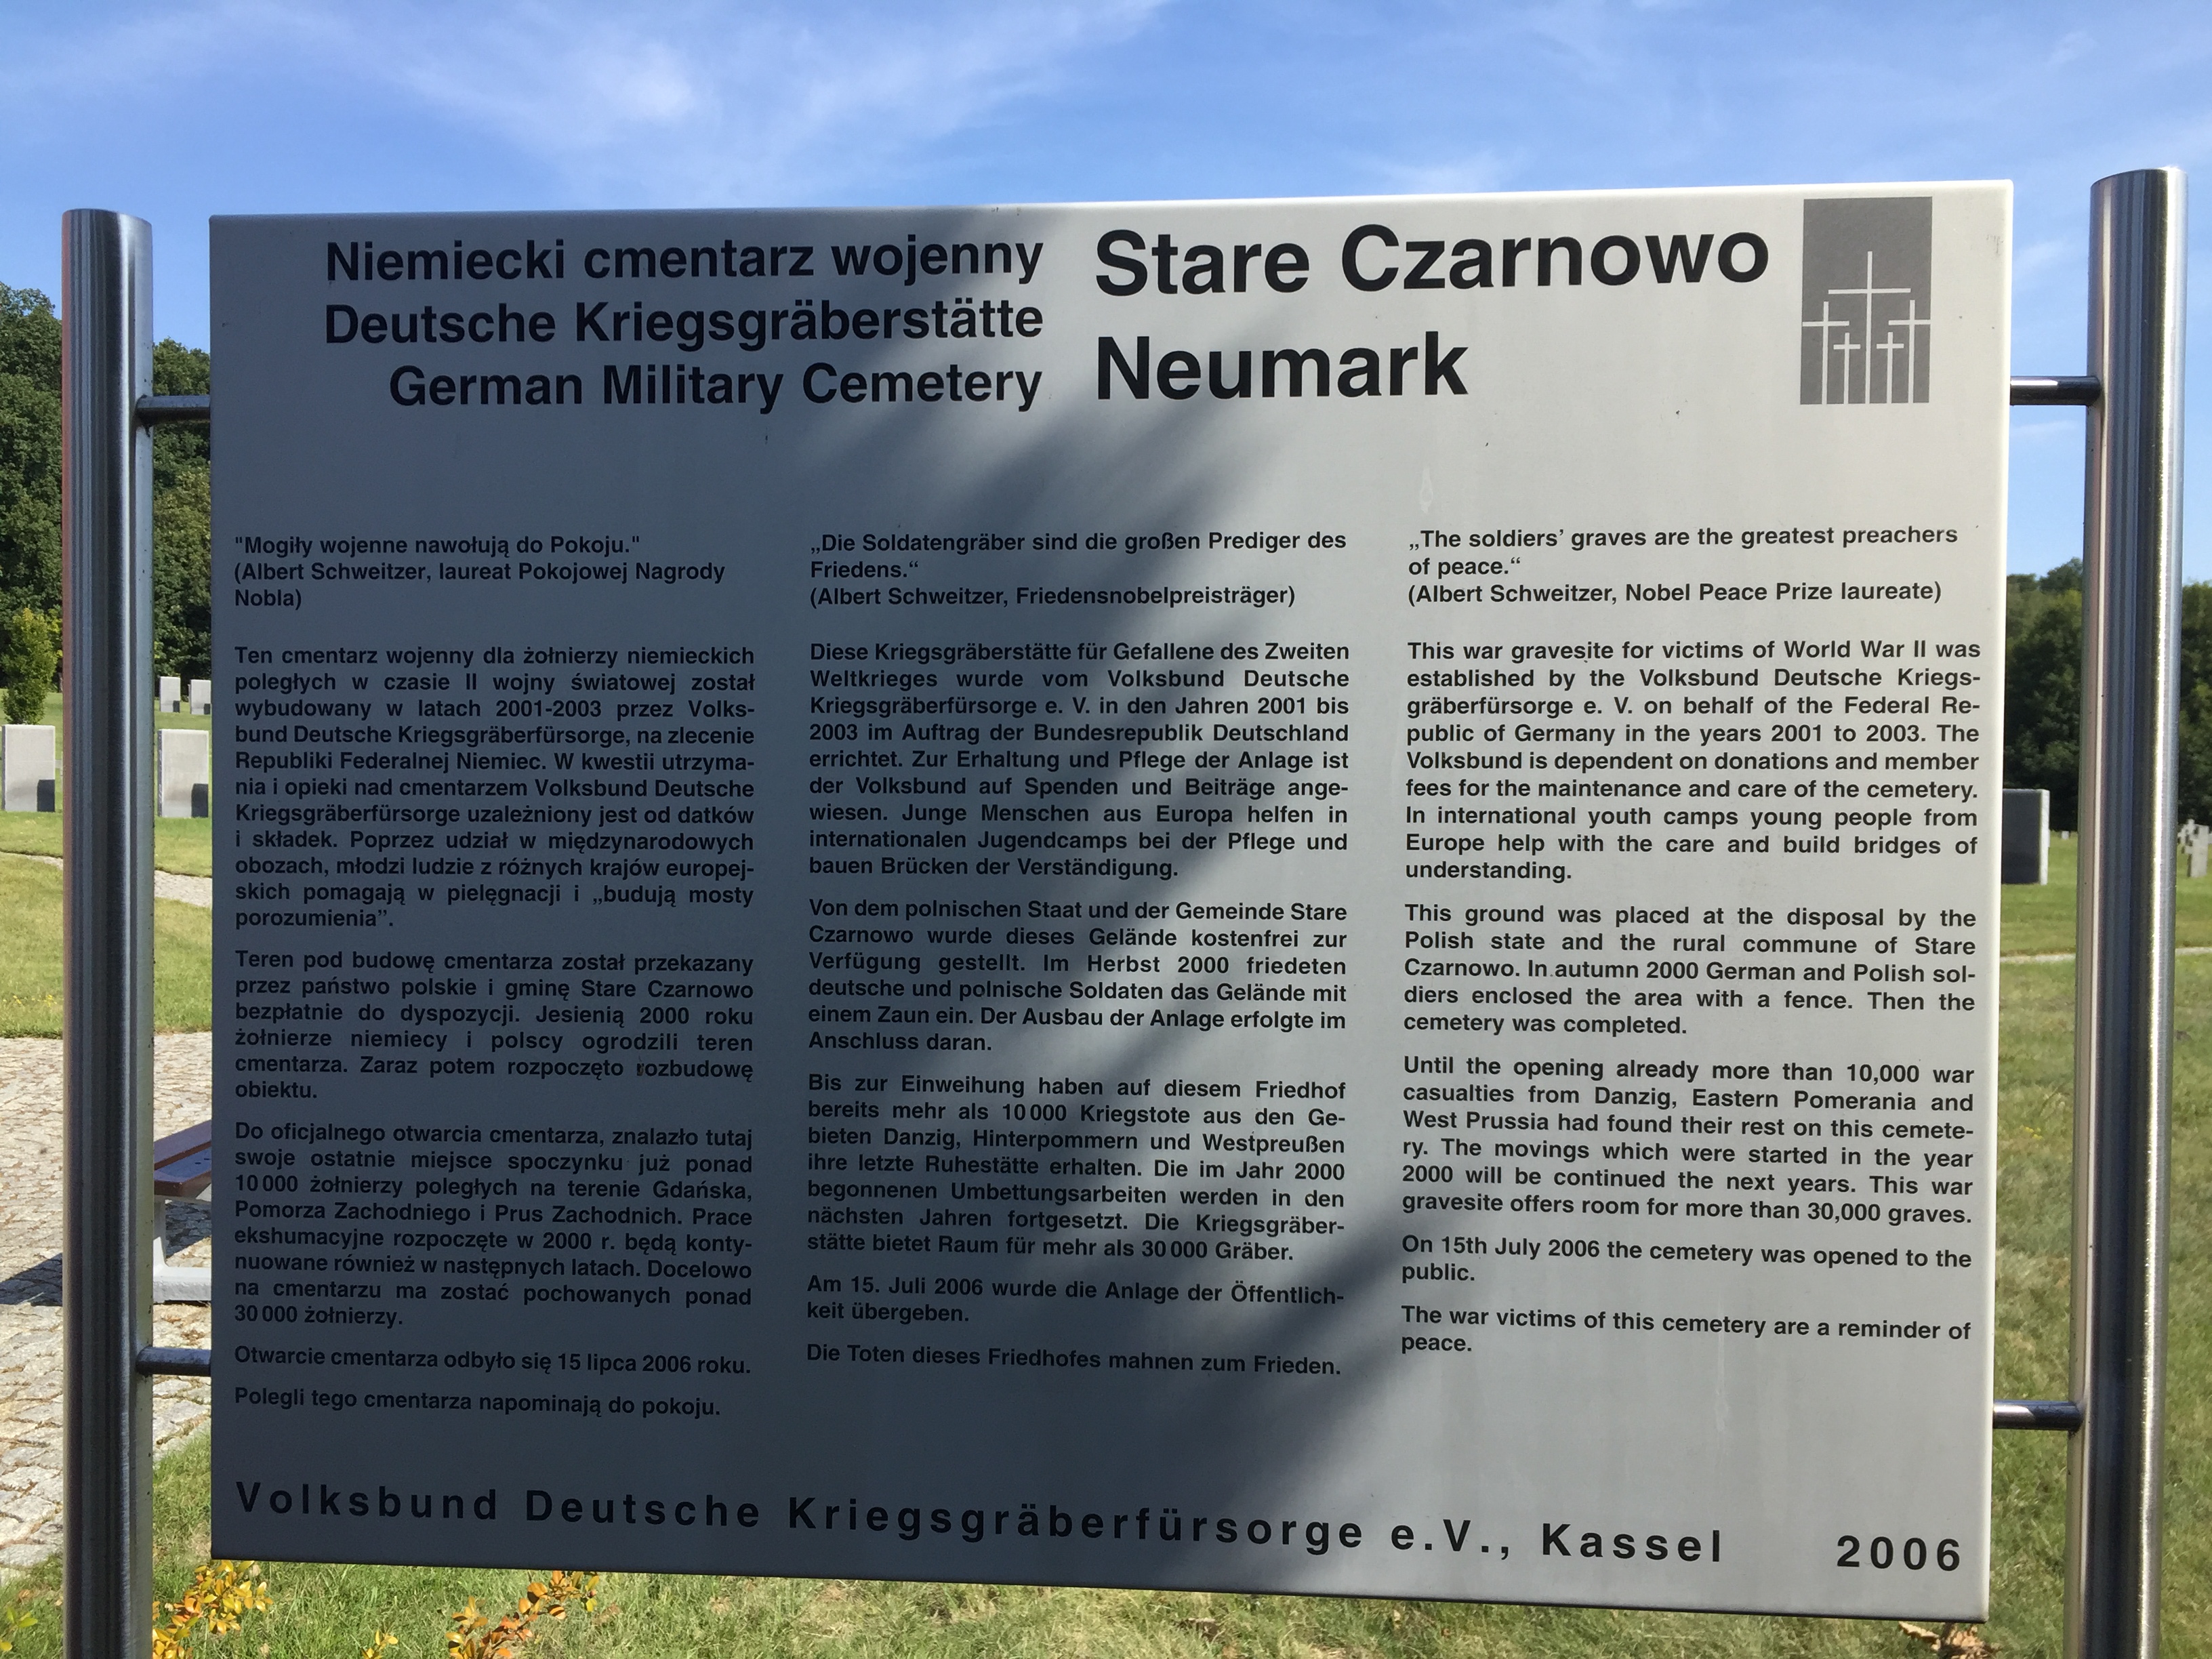 Niemiecki cmentarz wojenny
Deutsche Kriegsgräberstätte
German Military Cemetery
Stare Czarnowo
Neumark
"Mogiły wojenne nawołują do Pokoju."
(Albert Schweitzer, laureat Pokojowej Nagrody
Nobla)
Ten cmentarz wojenny dla żołnierzy niemieckich
poległych w czasie II wojny światowej został
wybudowany w latach 2001-2003 przez Volks-
bund Deutsche Kriegsgräberfürsorge, na zlecenie
Republiki Federalnej Niemiec. W kwestii utrzyma-
nia i opieki nad cmentarzem Volksbund Deutsche
Kriegsgräberfürsorge uzależniony jest od datków
i składek. Poprzez udział w międzynarodowych
obozach, młodzi ludzie z różnych krajów europej-
skich pomagają w pielęgnacji i „budują mosty
porozumienia”.
Teren pod budowę cmentarza został przekazany
przez państwo polskie i gminę Stare Czarnowo
bezpłatnie do dyspozycji. Jesienią 2000 roku
żołnierze niemiecy i polscy ogrodzili teren
cmentarza. Zaraz potem rozpoczęto rozbudowę
obiektu.
Do oficjalnego otwarcia cmentarza, znalazło tutaj
swoje ostatnie miejsce spoczynku już ponad
10 000 żołnierzy poległych na terenie Gdańska,
Pomorza Zachodniego i Prus Zachodnich. Prace
ekshumacyjne rozpoczęte w 2000 r. będą konty-
nuowane również w następnych latach. Docelowo
na cmentarzu ma zostać pochowanych ponad
30 000 żołnierzy.
Otwarcie cmentarza odbyło się 15 lipca 2006 roku.
Polegli tego cmentarza napominają do pokoju.
„Die Soldatengräber sind die großen Prediger des
Friedens.“
(Albert Schweitzer, Friedensnobelpreisträger)
Diese Kriegsgräberstätte für Gefallene des Zweiten
Weltkrieges wurde vom Volksbund Deutsche
Kriegsgräberfürsorge e. V. in den Jahren 2001 bis
2003 im Auftrag der Bundesrepublik Deutschland
errichtet. Zur Erhaltung und Pflege der Anlage ist
der Volksbund auf Spenden und Beiträge ange-
wiesen. Junge Menschen aus Europa helfen in
internationalen Jugendcamps bei der Pflege und
bauen Brücken der Verständigung.
Von dem polnischen Staat und der Gemeinde Stare
Czarnowo wurde dieses Gelände kostenfrei zur
Verfügung gestellt. Im Herbst 2000 friedeten
deutsche und polnische Soldaten das Gelände mit
einem Zaun ein. Der Ausbau der Anlage erfolgte im
Anschluss daran.
Bis zur Einweihung haben auf diesem Friedhof
bereits mehr als 10 000 Kriegstote aus den Ge-
bieten Danzig, Hinterpommern und Westpreußen
ihre letzte Ruhestätte erhalten. Die im Jahr 2000
begonnenen Umbettungsarbeiten werden in den
nächsten Jahren fortgesetzt. Die Kriegsgräber-
stätte bietet Raum für mehr als 30 000 Gräber.
Am 15. Juli 2006 wurde die Anlage der Öffentlich-
keit übergeben.
Die Toten dieses Friedhofes mahnen zum Frieden.
„The soldiers’ graves are the greatest preachers
of peace.“
(Albert Schweitzer, Nobel Peace Prize laureate)
This war gravesite for victims of World War II was
established by the Volksbund Deutsche Kriegs-
gräberfürsorge e. V. on behalf of the Federal Re-
public of Germany in the years 2001 to 2003. The
Volksbund is dependent on donations and member
fees for the maintenance and care of the cemetery.
In international youth camps young people from
Europe help with the care and build bridges of
understanding.
This ground was placed at the disposal by the
Polish state and the rural commune of Stare
Czarnowo. In autumn 2000 German and Polish sol-
diers enclosed the area with a fence. Then the
cemetery was completed.
Until the opening already more than 10,000 war
casualties from Danzig, Eastern Pomerania and
West Prussia had found their rest on this cemete-
ry. The movings which were started in the year
2000 will be continued the next years. This war
gravesite offers room for more than 30,000 graves.
On 15th July 2006 the cemetery was opened to the
public.
The war victims of this cemetery are a reminder of
peace.
Volksbund Deutsche Kriegsgräberfürsorge e.V., Kassel 2006